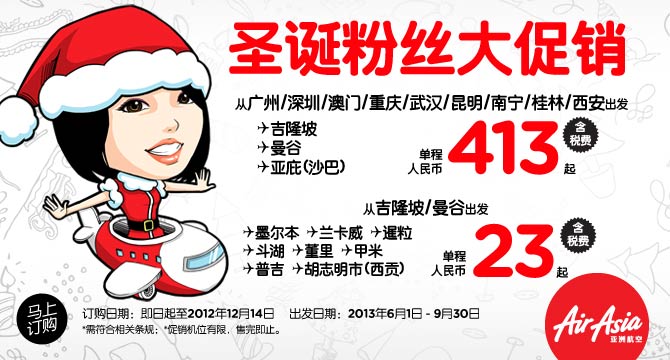 圣诞粉丝大促销
从广州/深圳/澳门/重庆/武汉/昆明/南宁/桂林/西安出发
✈吉隆坡
✈曼谷
✈亚庇(沙巴)
单程
人民币
413
起
含
税费
从吉隆坡/曼谷出发
✈墨尔本 ✈兰卡威 ✈暹粒
✈斗湖 ✈董里 ✈甲米
✈普吉 ✈胡志明市(西贡)
单程
人民币
23
起
含
税费
马上
订购
订购日期：即日起至2012年12月14日 出发日期：2013年6月1日 - 9月30日
*需符合相关条规；*促销机位有限，售完即止。
AirAsia
亚洲航空